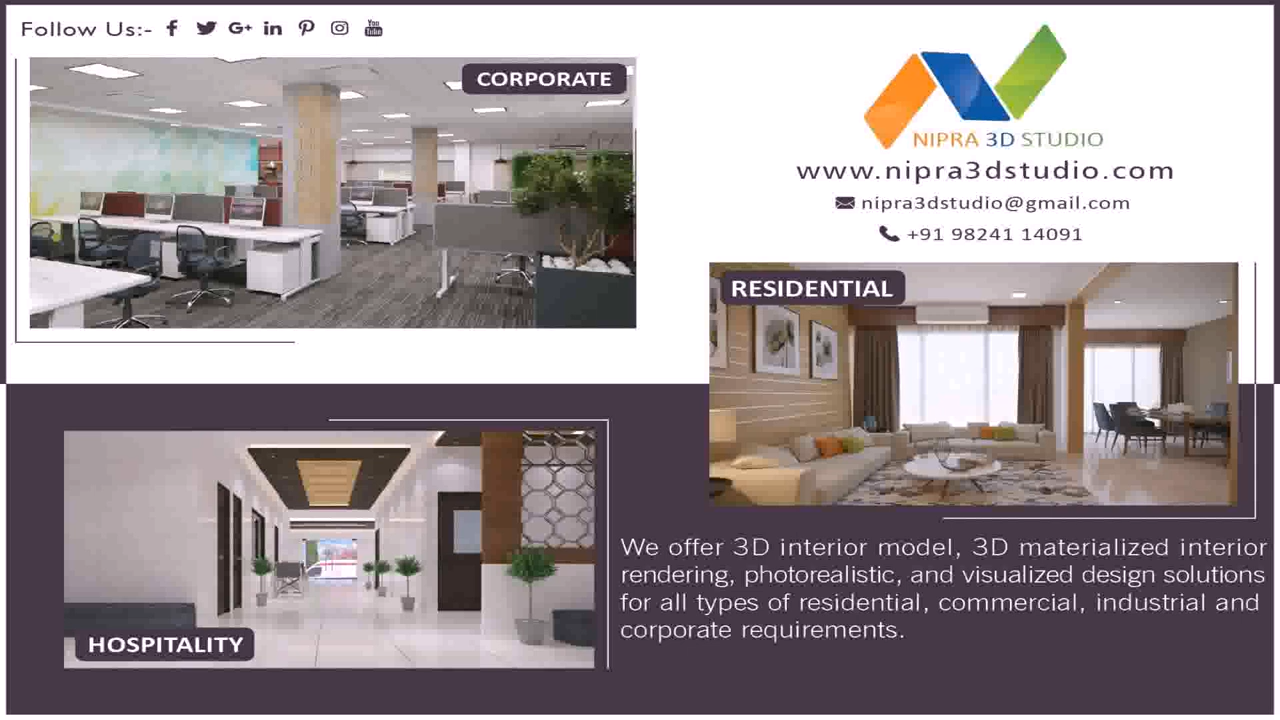 Follow Us:-
CORPORATE
NIPRA 3D STUDIO
www.nipra3dstudio.com
nipra3dstudio@gmail.com
+91 98241 14091
RESIDENTIAL
HOSPITALITY
We offer 3D interior model, 3D materialized interior
rendering, photorealistic, and visualized design solutions
for all types of residential, commercial, industrial and
corporate requirements.